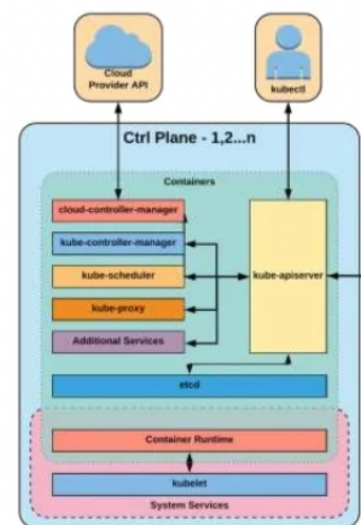 Cloud
Provider API
kubectl
Ctrl Plane - 1,2...n
Containers
cloud-controller-manager
kube-controller-manager
kube-scheduler
kube-apiserver
kube-proxy
Additional Services
etcd
Container Runtime
kubelet
System Services